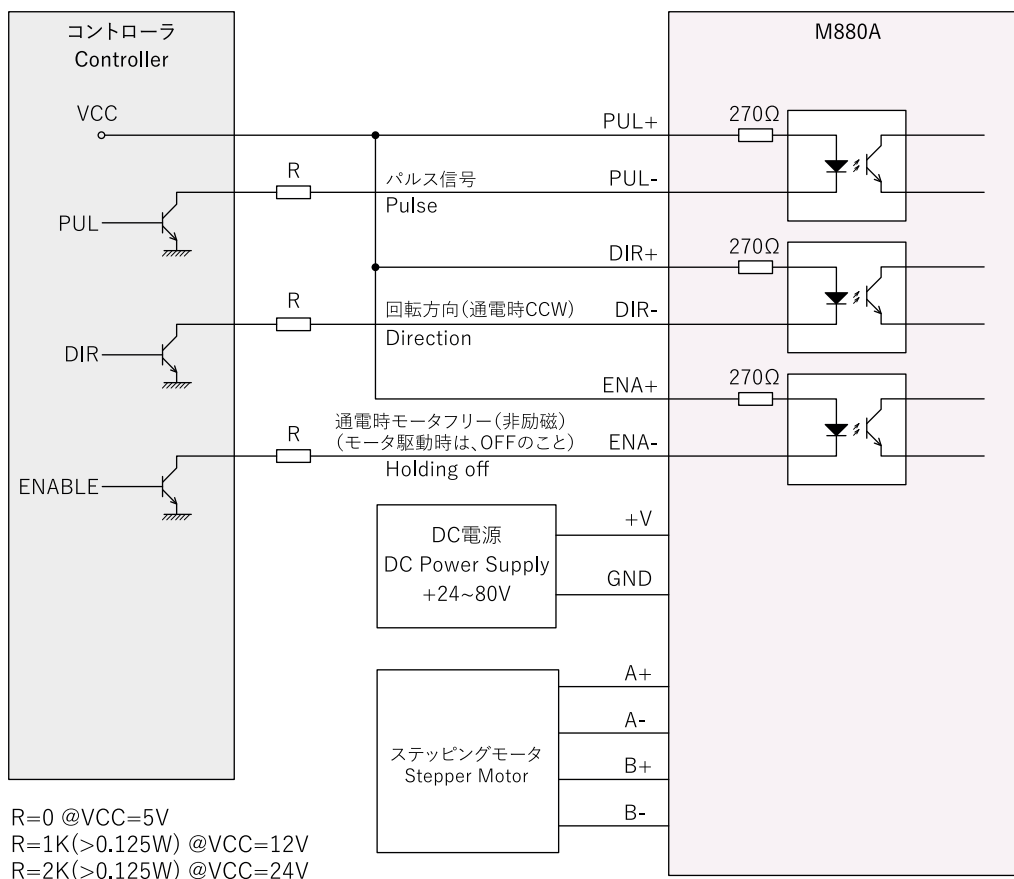 コントローラ
Controller
M880A
VCC
PUL+
270Ω
R
パルス信号
Pulse
PUL-
PUL
DIR+
270Ω
R
回転方向(通電時CCW)
Direction
DIR-
DIR
ENA+
270Ω
R
通電時モータフリー(非励磁)
(モータ駆動時は、OFFのこと)
Holding off
ENA-
ENABLE
DC電源
DC Power Supply
+24~80V
+V
GND
ステッピングモータ
Stepper Motor
A+
A-
B+
B-
R=0 @VCC=5V
R=1K(>0.125W) @VCC=12V
R=2K(>0.125W) @VCC=24V